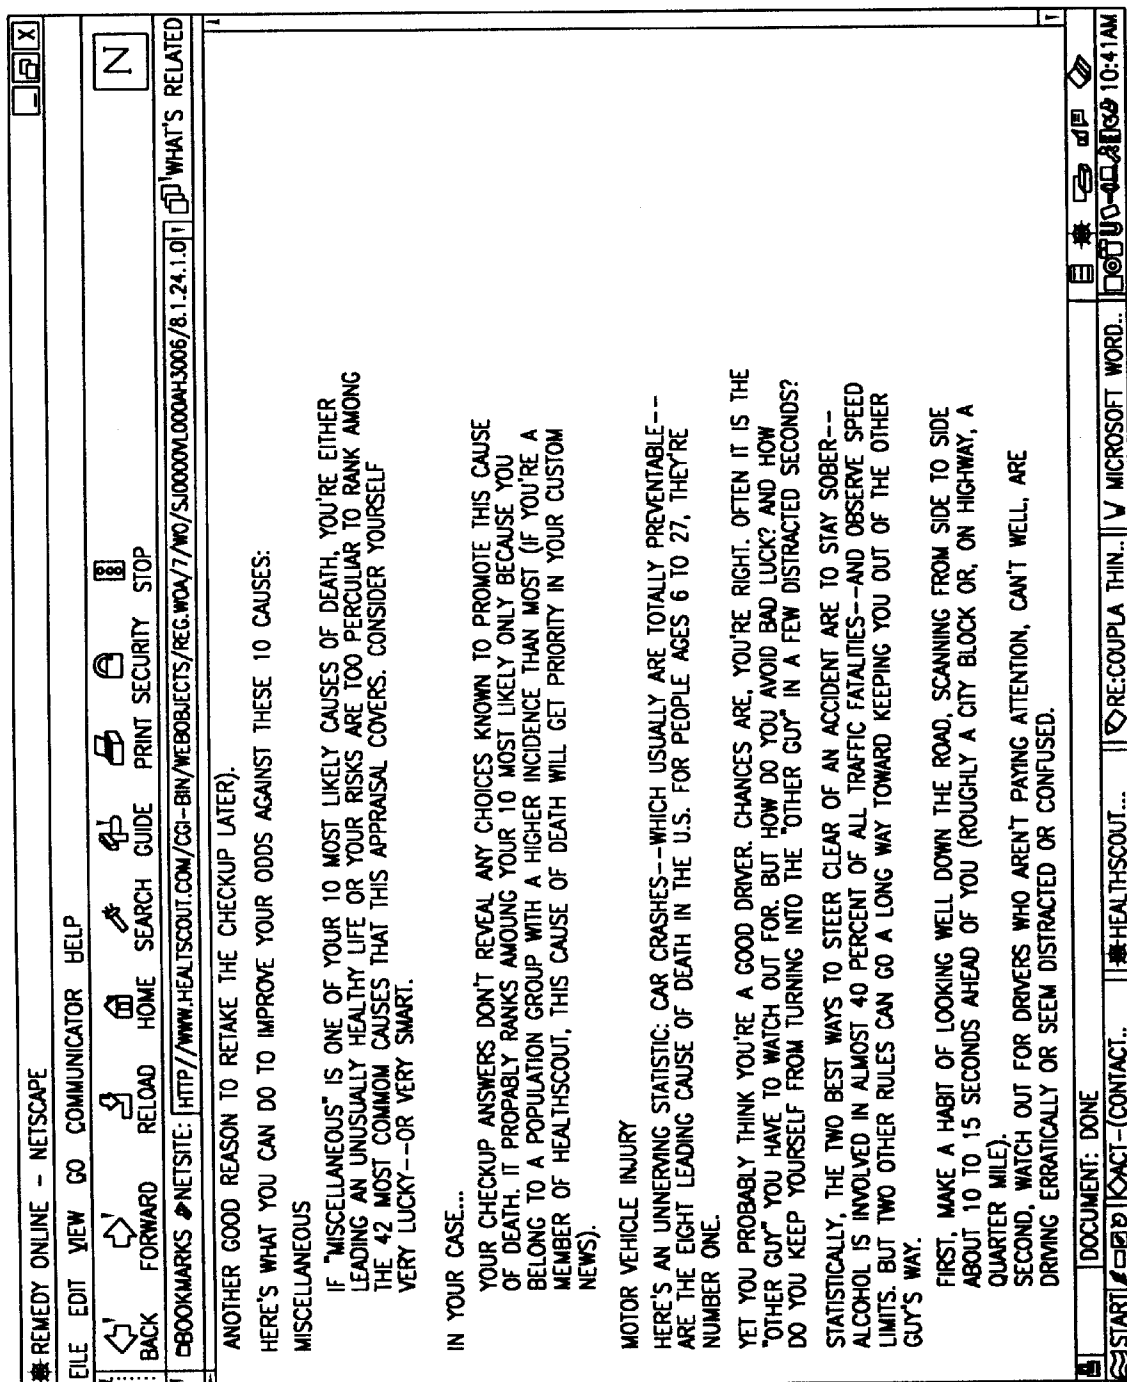 REMEDY ONLINE - NETSCAPE
EILE EDIT VIEW GO COMMUNICATOR HELP
BACK FORWARD RELOAD HOME SEARCH GUIDE PRINT SECURITY STOP
N
BOOKMARKS NETSITE: HTTP//WWW.HEALTSCOUT.COM/CGI-BIN/WEBOBJECTS/REG.WOA/7/WO/SJ0000VL000AH3006/8.1.24.1.0 WHAT'S RELATED
ANOTHER GOOD REASON TO RETAKE THE CHECKUP LATER).
HERE'S WHAT YOU CAN DO TO IMPROVE YOUR ODDS AGAINST THESE 10 CAUSES:
MISCELLANEOUS
IF "MISCELLANEOUS" IS ONE OF YOUR 10 MOST LIKELY CAUSES OF DEATH, YOU'RE EITHER
LEADING AN UNUSUALLY HEALTHY LIFE OR YOUR RISKS ARE TOO PERCULIAR TO RANK AMONG
THE 42 MOST COMMOM CAUSES THAT THIS APPRAISAL COVERS. CONSIDER YOURSELF
VERY LUCKY--OR VERY SMART.
IN YOUR CASE...
YOUR CHECKUP ANSWERS DON'T REVEAL ANY CHOICES KNOWN TO PROMOTE THIS CAUSE
OF DEATH. IT PROPABLY RANKS AMOUNG YOUR 10 MOST LIKELY ONLY BECAUSE YOU
BELONG TO A POPULATION GROUP WITH A HIGHER INCIDENCE THAN MOST (IF YOU'RE A
MEMBER OF HEALTHSCOUT, THIS CAUSE OF DEATH WILL GET PRIORITY IN YOUR CUSTOM
NEWS).
MOTOR VEHICLE INJURY
HERE'S AN UNNERVING STATISTIC: CAR CRASHES--WHICH USUALLY ARE TOTALLY PREVENTABLE--
ARE THE EIGHT LEADING CAUSE OF DEATH IN THE U.S. FOR PEOPLE AGES 6 TO 27, THEY'RE
NUMBER ONE.
YET YOU PROBABLY THINK YOU'RE A GOOD DRIVER. CHANCES ARE, YOU'RE RIGHT. OFTEN IT IS THE
"OTHER GUY" YOU HAVE TO WATCH OUT FOR. BUT HOW DO YOU AVOID BAD LUCK? AND HOW
DO YOU KEEP YOURSELF FROM TURNING INTO THE "OTHER GUY" IN A FEW DISTRACTED SECONDS?
STATISTICALLY, THE TWO BEST WAYS TO STEER CLEAR OF AN ACCIDENT ARE TO STAY SOBER--
ALCOHOL IS INVOLVED IN ALMOST 40 PERCENT OF ALL TRAFFIC FATALITIES--AND OBSERVE SPEED
LIMITS. BUT TWO OTHER RULES CAN GO A LONG WAY TOWARD KEEPING YOU OUT OF THE OTHER
GUY'S WAY.
FIRST, MAKE A HABIT OF LOOKING WELL DOWN THE ROAD, SCANNING FROM SIDE TO SIDE
ABOUT 10 TO 15 SECONDS AHEAD OF YOU (ROUGHLY A CITY BLOCK OR, ON HIGHWAY, A
QUARTER MILE).
SECOND, WATCH OUT FOR DRIVERS WHO AREN'T PAYING ATTENTION, CAN'T WELL, ARE
DRIVING ERRATICALLY OR SEEM DISTRACTED OR CONFUSED.
DOCUMENT: DONE
START ACT-(CONTACT.. HEALTHSCOUT... RE:COUPLA THIN.. W MICROSOFT WORD.. 10:41AM